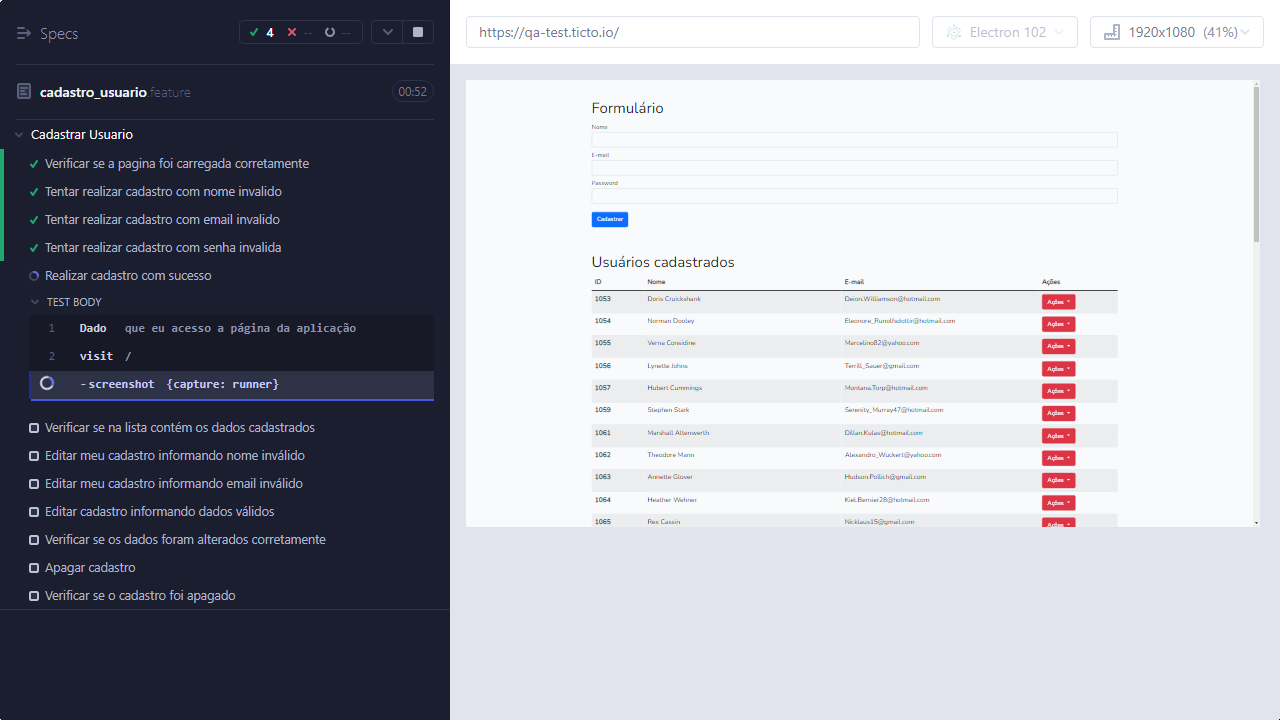 Specs
4
--
--
cadastro_usuario.feature
00:52
Cadastrar Usuario
Verificar se a pagina foi carregada corretamente
Tentar realizar cadastro com nome invalido
Tentar realizar cadastro com email invalido
Tentar realizar cadastro com senha invalida
Realizar cadastro com sucesso
TEST BODY
1 Dado que eu acesso a página da aplicação
2 visit /
-screenshot {capture: runner}
Verificar se na lista contém os dados cadastrados
Editar meu cadastro informando nome inválido
Editar meu cadastro informando email inválido
Editar cadastro informando dados válidos
Verificar se os dados foram alterados corretamente
Apagar cadastro
Verificar se o cadastro foi apagado
https://qa-test.ticto.io/
Electron 102
1920x1080 (41%)
Formulário
Nome
E-mail
Password
Cadastrar
Usuários cadastrados
ID Nome E-mail Ações
1053 Doris Cruickshank Deion.Williamson@hotmail.com Ações
1054 Norman Dooley Eleonore_Runolfsdottir@hotmail.com Ações
1055 Verna Considine Marcelino82@yahoo.com Ações
1056 Lynette Johns Terrill_Sauer@gmail.com Ações
1057 Hubert Cummings Montana.Torp@hotmail.com Ações
1059 Stephen Stark Serenity_Murray47@hotmail.com Ações
1061 Marshall Altenwerth Dillan.Kulas@hotmail.com Ações
1062 Theodore Mann Alexandro_Wuckert@yahoo.com Ações
1063 Annette Glover Hudson.Pollich@gmail.com Ações
1064 Heather Wehner Kiel.Bernier28@hotmail.com Ações
1065 Rex Cassin Nicklaus15@gmail.com Ações